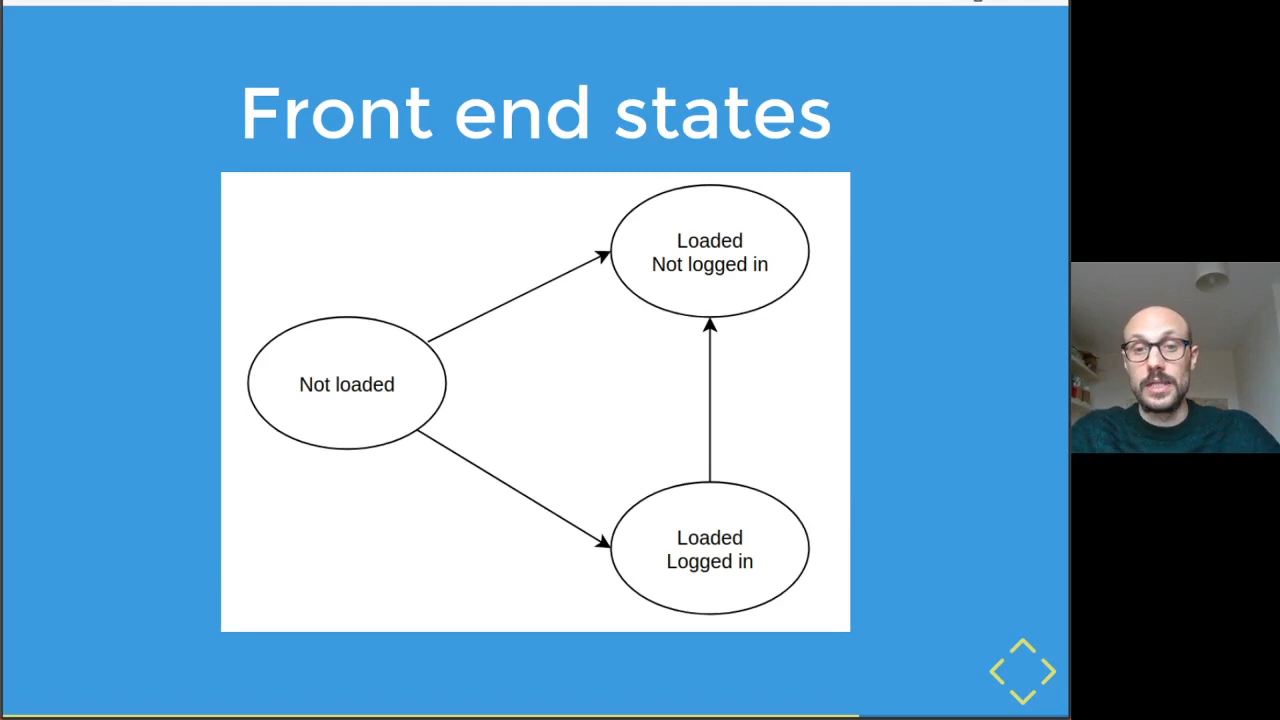 Front end states
Loaded
Not logged in
Not loaded
Loaded
Logged in